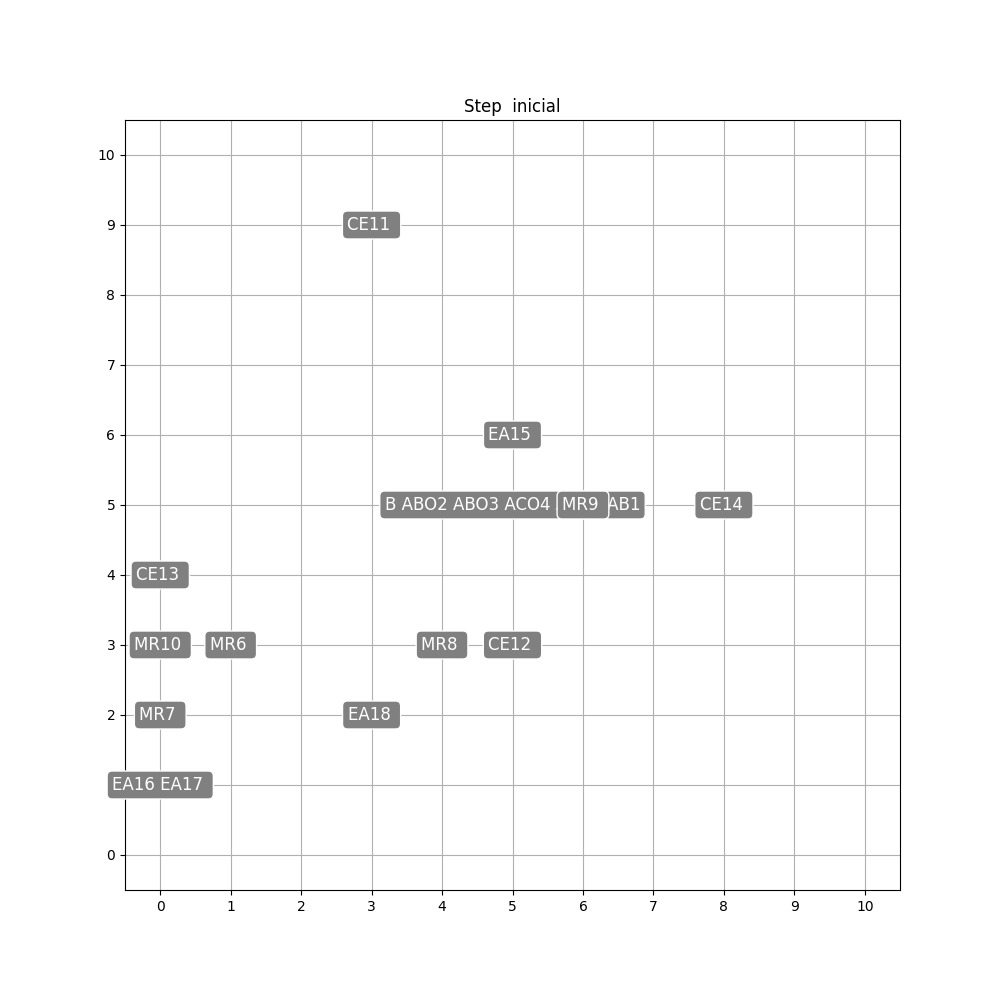 Step inicial
10
9 CE11
8
7
6 EA15
5 B ABO2 ABO3 ACO4 MR9 AB1 CE14
4 CE13
3 MR10 MR6 MR8 CE12
2 MR7 EA18
EA16 EA17
0
0 1 2 3 4 5 6 7 8 9 10